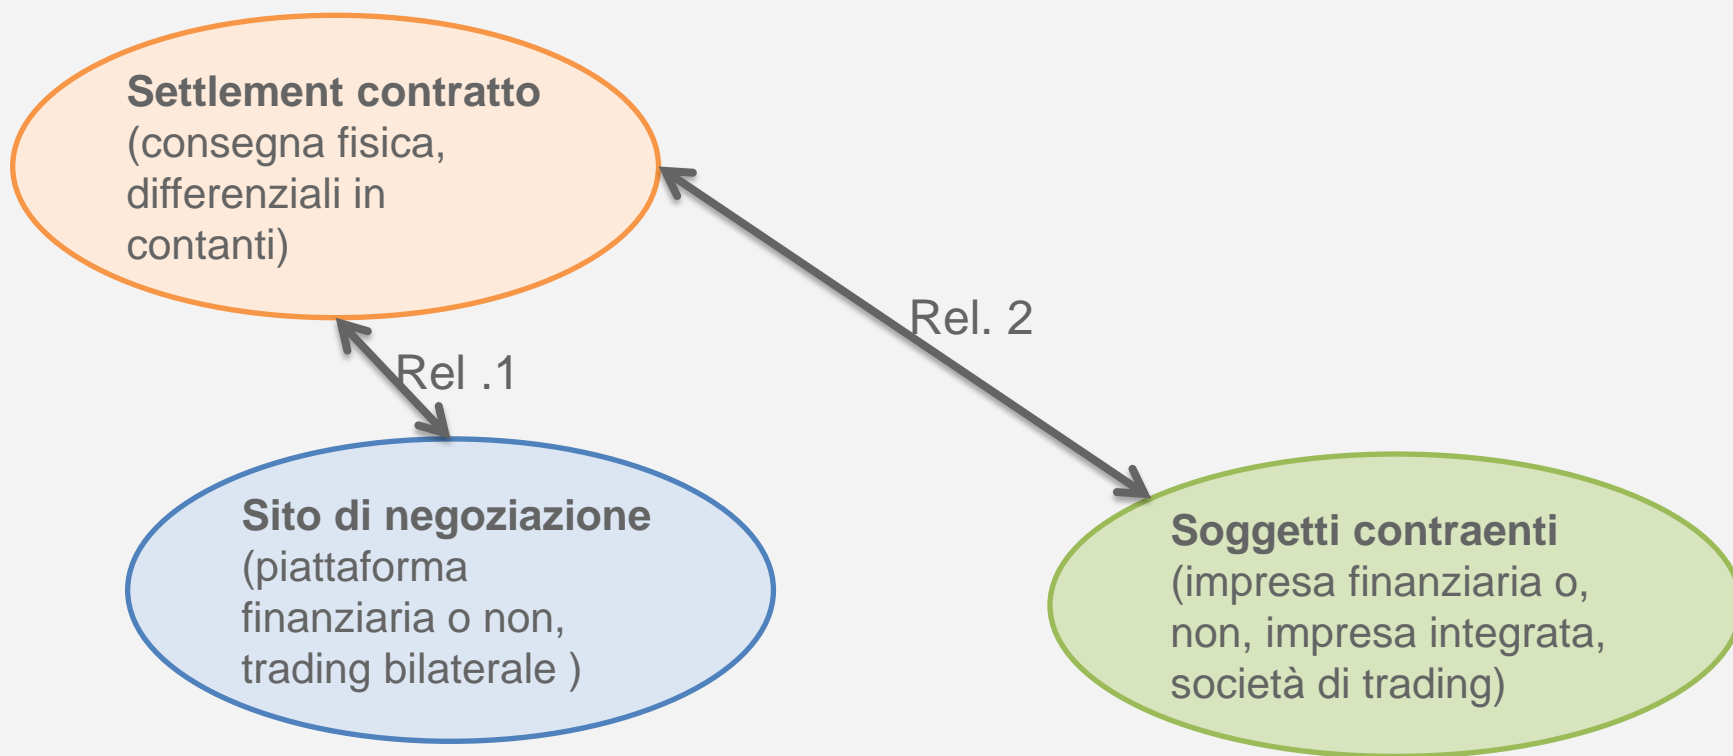 Settlement contratto
(consegna fisica,
differenziali in
contanti)
Rel. 2
Rel .1
Sito di negoziazione
(piattaforma
finanziaria o non,
trading bilaterale )
Soggetti contraenti
(impresa finanziaria o,
non, impresa integrata,
società di trading)